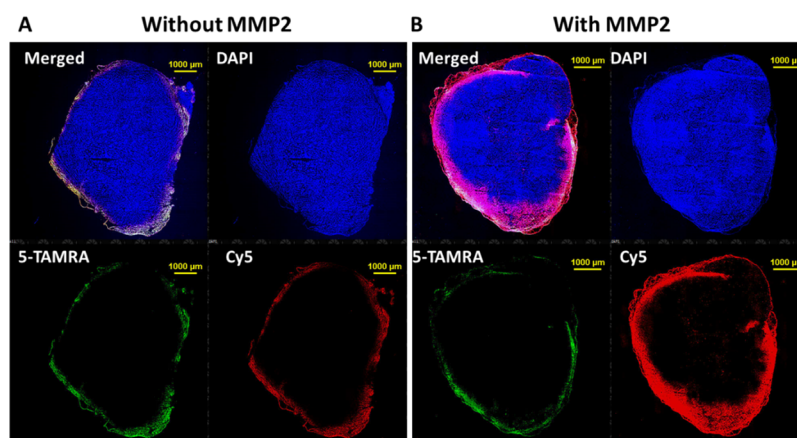 A Without MMP2
B With MMP2
Merged
1000 µm
DAPI
1000 µm
Merged
1000 µm
DAPI
1000 µm
5-TAMRA
1000 µm
Cy5
1000 µm
5-TAMRA
1000 µm
Cy5
1000 µm